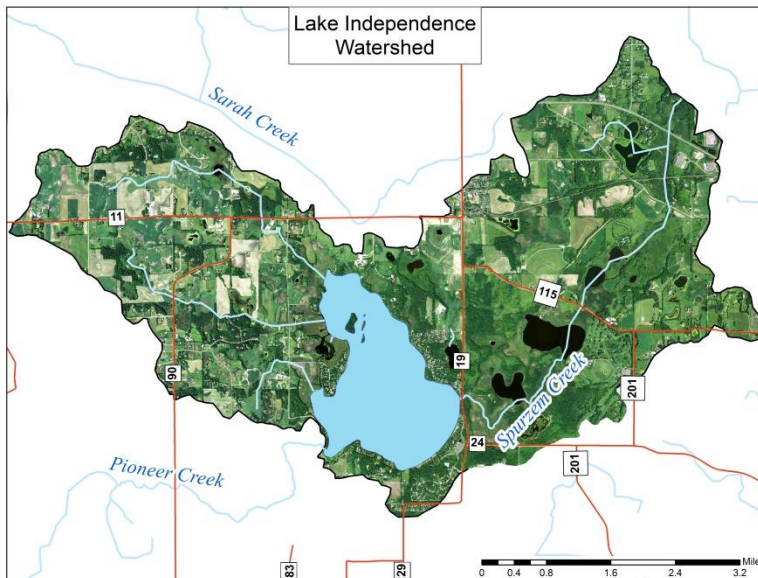 Lake Independence
Watershed
Sarah Creek
11
115
90
19
Spurzem Creek
201
24
Pioneer Creek
201
83
29
Mile
0 0.4 0.8 1.6 2.4 3.2